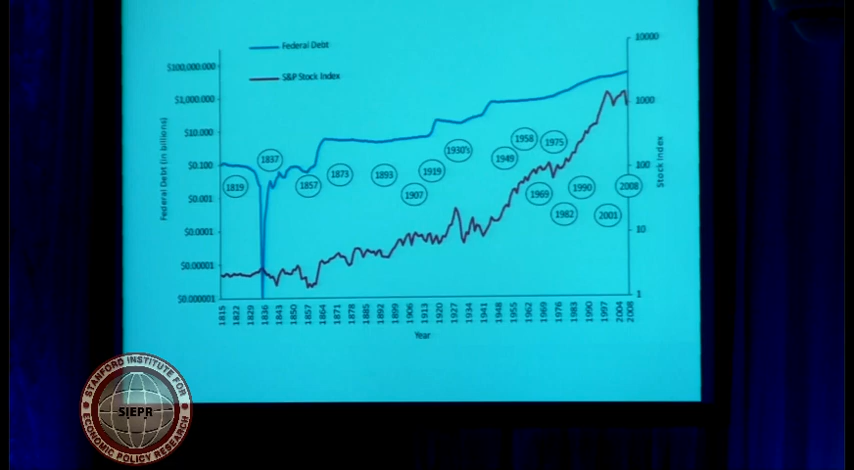 Federal Debt
S&P Stock Index
Federal Debt (in billions)
$100,000.000
$1,000.000
$10.000
$0.100
$0.001
$0.0001
$0.00001
$0.000001
10000
1000
100
10
1
Stock Index
1819
1837
1857
1873
1893
1907
1919
1930's
1949
1958
1975
1969
1982
1990
2001
2008
1815 1822 1829 1836 1843 1850 1857 1864 1871 1878 1885 1892 1899 1906 1913 1920 1927 1934 1941 1948 1955 1962 1969 1976 1983 1990 1997 2004 2008
Year
STANFORD INSTITUTE FOR
SIEPR
ECONOMIC POLICY RESEARCH